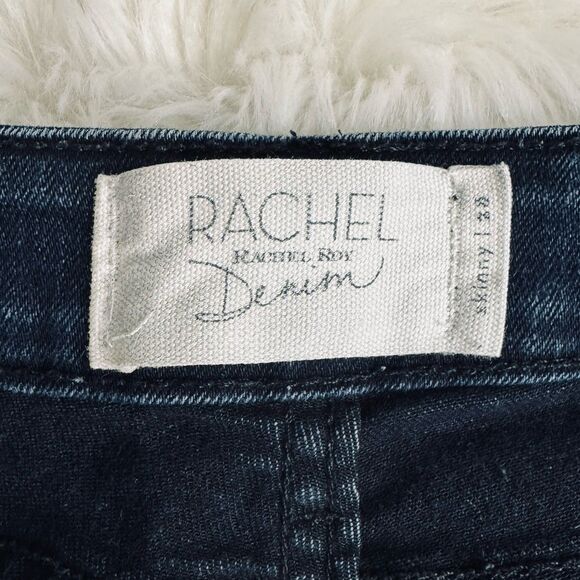 RACHEL
RACHEL ROY
Denim
skinny | 28